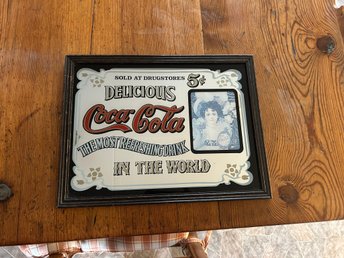 SOLD AT DRUGSTORES 5¢
DELICIOUS
Coca-Cola
THE MOST REFRESHING DRINK
IN THE WORLD